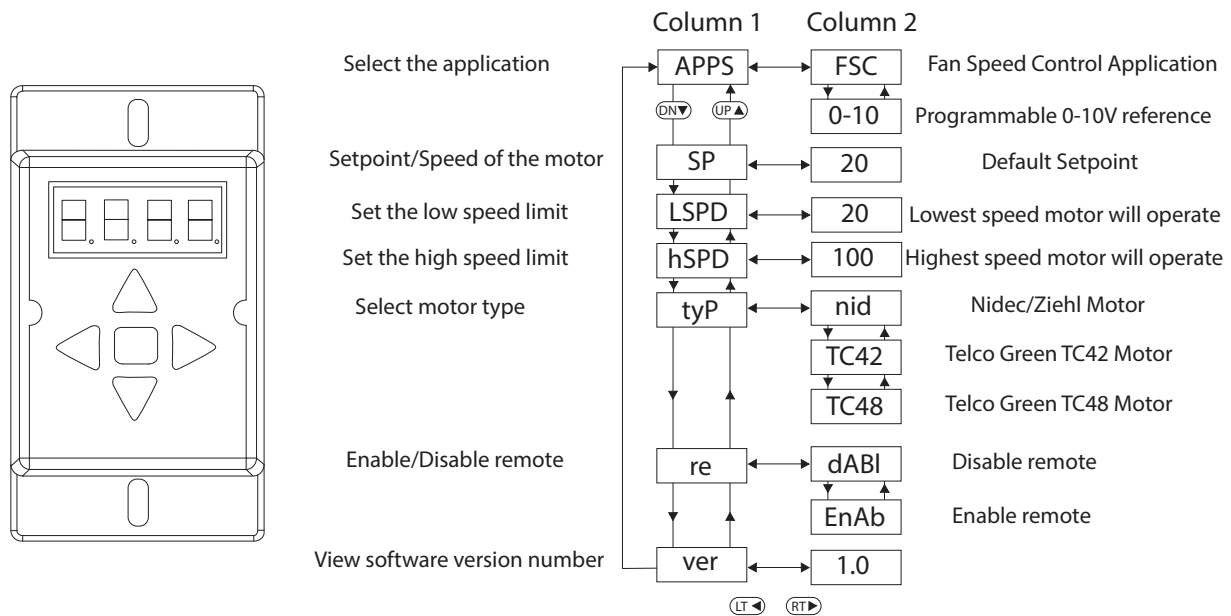 Column 1 Column 2
Select the application APPS FSC Fan Speed Control Application
DN▼ UP▲ 0-10 Programmable 0-10V reference
Setpoint/Speed of the motor SP 20 Default Setpoint
Set the low speed limit LSPD 20 Lowest speed motor will operate
Set the high speed limit hSPD 100 Highest speed motor will operate
Select motor type tyP nid Nidec/Ziehl Motor
TC42 Telco Green TC42 Motor
TC48 Telco Green TC48 Motor
Enable/Disable remote re dABl Disable remote
EnAb Enable remote
View software version number ver 1.0
LT◄ RT►